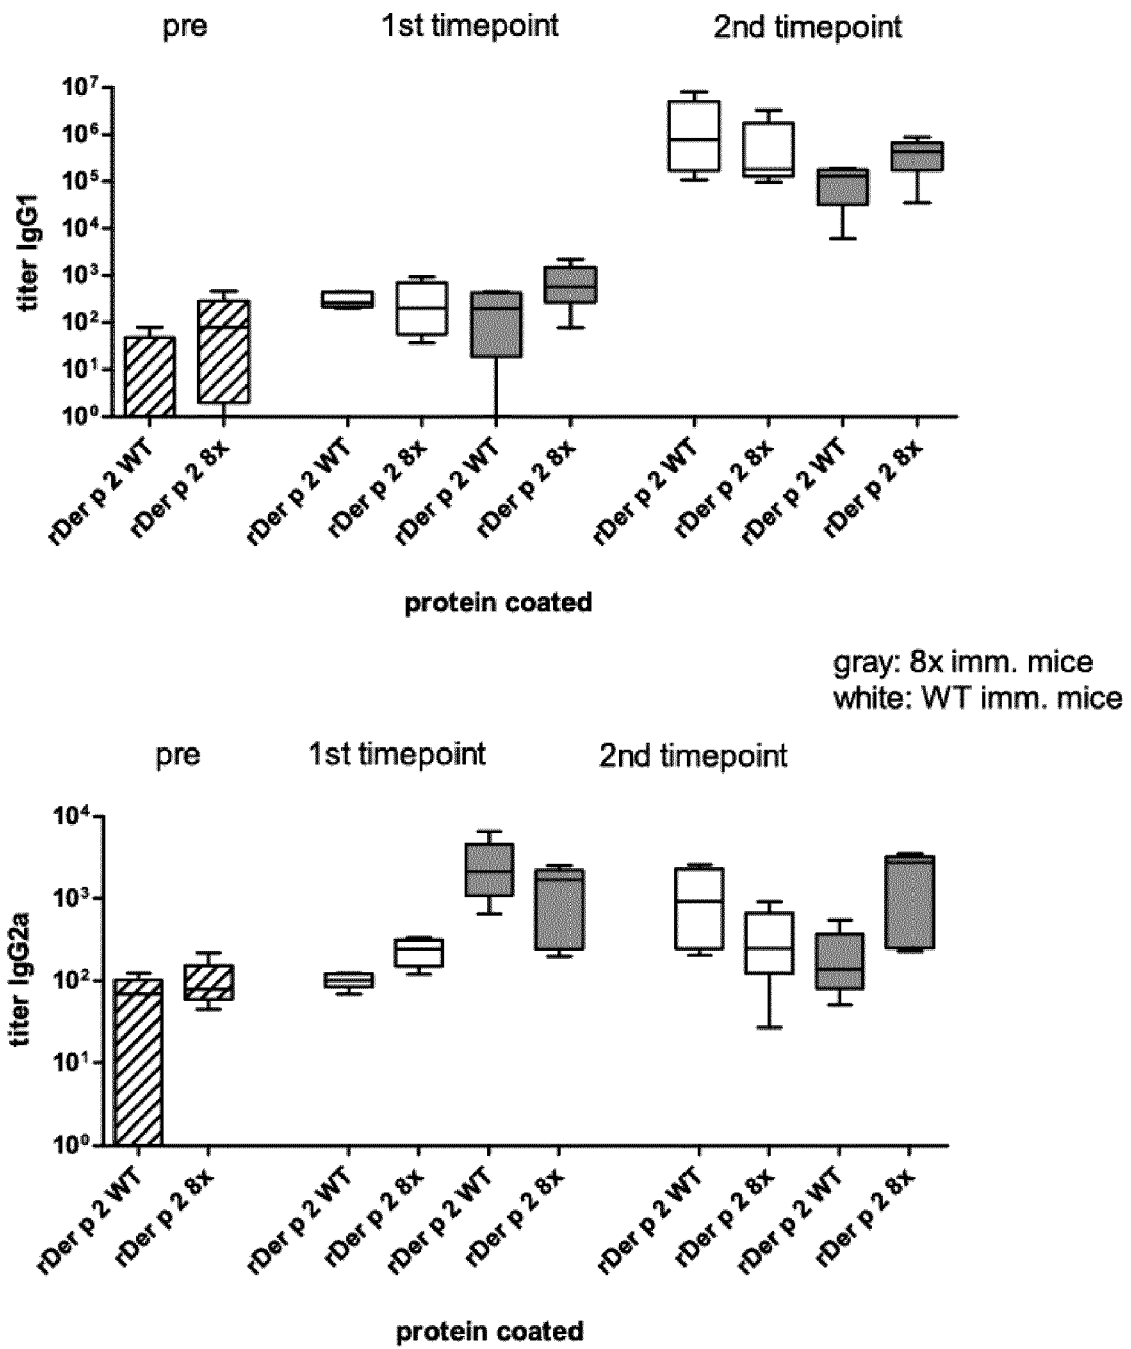 pre 1st timepoint 2nd timepoint
10⁷
10⁶
10⁵
10⁴
10³
10²
10¹
10⁰
titer IgG1
rDer p 2 WT rDer p 2 8x rDer p 2 WT rDer p 2 8x rDer p 2 WT rDer p 2 8x rDer p 2 WT rDer p 2 8x rDer p 2 WT rDer p 2 8x
protein coated
gray: 8x imm. mice
white: WT imm. mice
pre 1st timepoint 2nd timepoint
10⁴
10³
10²
10¹
10⁰
titer IgG2a
rDer p 2 WT rDer p 2 8x rDer p 2 WT rDer p 2 8x rDer p 2 WT rDer p 2 8x rDer p 2 WT rDer p 2 8x rDer p 2 WT rDer p 2 8x
protein coated